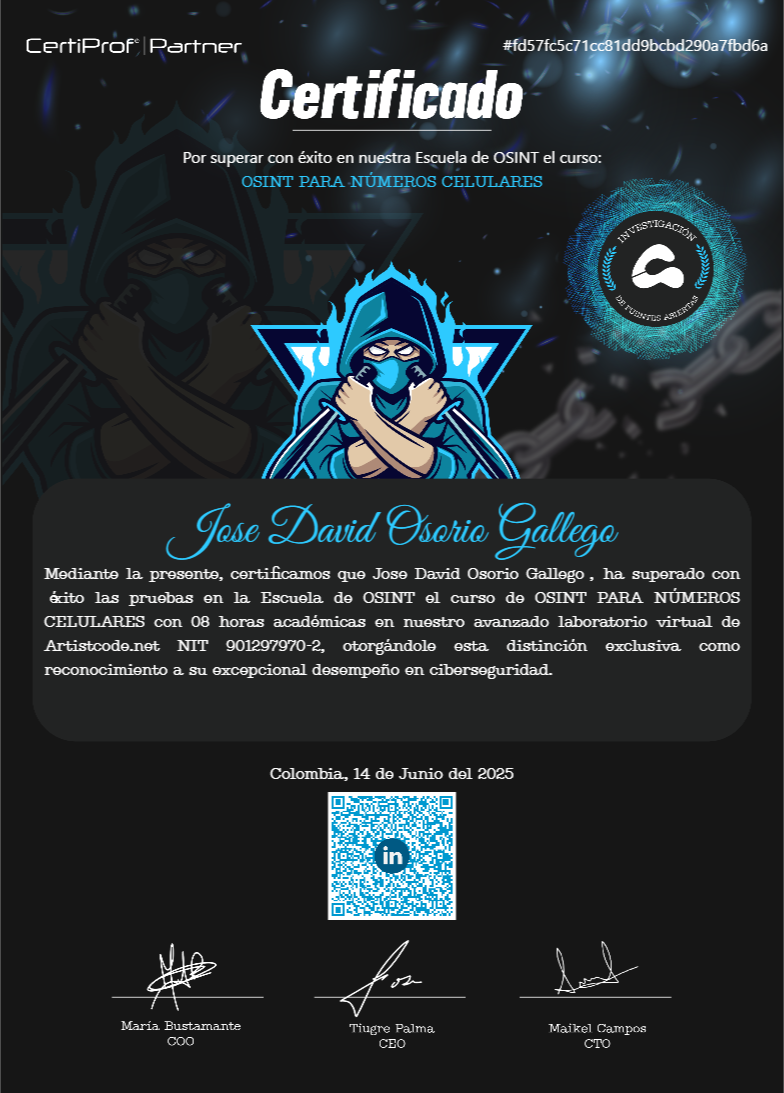 CertiProf® | Partner
#fd57fc5c71cc81dd9bcbd290a7fbd6a
Certificado
Por superar con éxito en nuestra Escuela de OSINT el curso:
OSINT PARA NÚMEROS CELULARES
INVESTIGACIÓN
DE FUENTES ABIERTAS
Jose David Osorio Gallego
Mediante la presente, certificamos que Jose David Osorio Gallego , ha superado con
éxito las pruebas en la Escuela de OSINT el curso de OSINT PARA NÚMEROS
CELULARES con 08 horas académicas en nuestro avanzado laboratorio virtual de
Artistcode.net NIT 901297970-2, otorgándole esta distinción exclusiva como
reconocimiento a su excepcional desempeño en ciberseguridad.
Colombia, 14 de Junio del 2025
in
María Bustamante
COO
Tiugre Palma
CEO
Maikel Campos
CTO